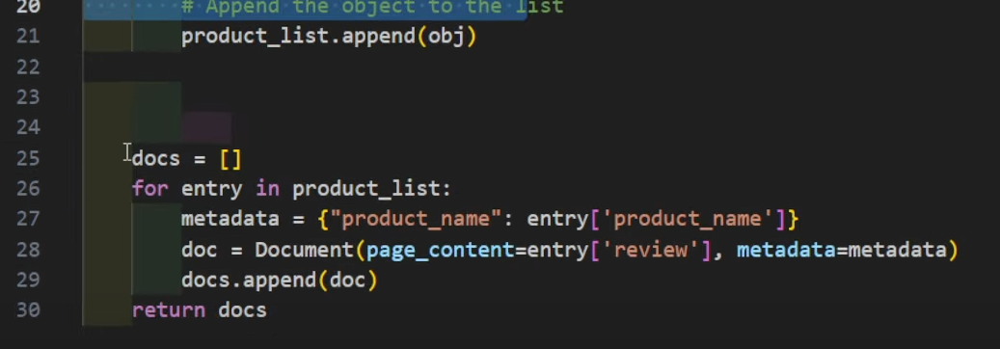 20 # Append the object to the list
21 product_list.append(obj)
22
23
24
25 docs = []
26 for entry in product_list:
27 metadata = {"product_name": entry['product_name']}
28 doc = Document(page_content=entry['review'], metadata=metadata)
29 docs.append(doc)
30 return docs